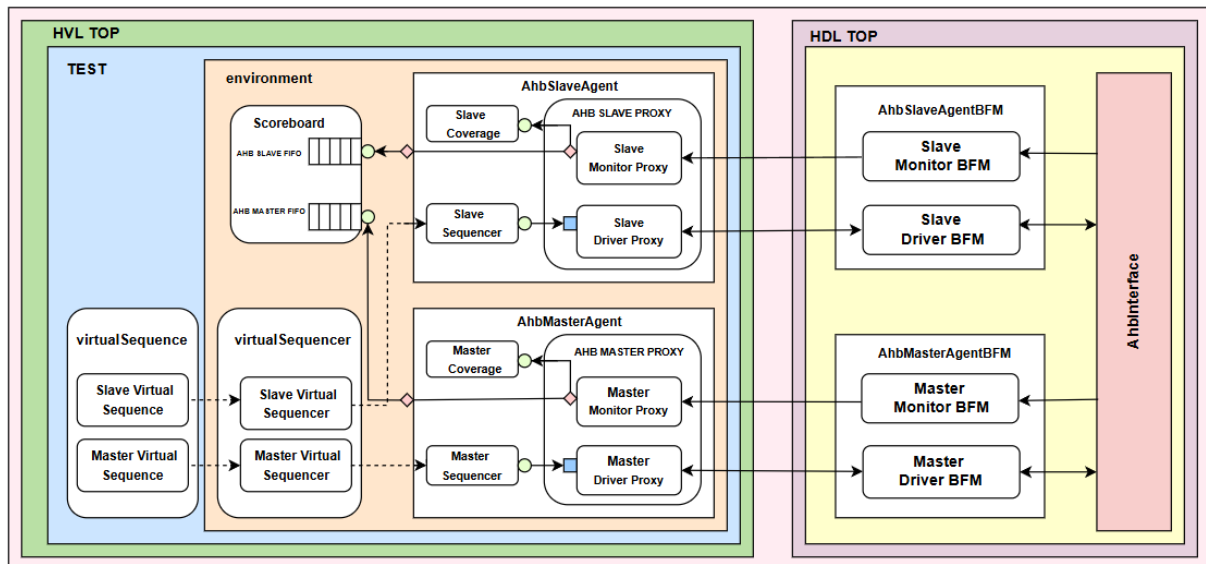 HVL TOP
TEST
environment
Scoreboard
AHB SLAVE FIFO
AHB MASTER FIFO
AhbSlaveAgent
Slave
Coverage
AHB SLAVE PROXY
Slave
Monitor Proxy
Slave
Sequencer
Slave
Driver Proxy
virtualSequence
Slave Virtual
Sequence
Master Virtual
Sequence
virtualSequencer
Slave Virtual
Sequencer
Master Virtual
Sequencer
AhbMasterAgent
Master
Coverage
AHB MASTER PROXY
Master
Monitor Proxy
Master
Sequencer
Master
Driver Proxy
HDL TOP
AhbSlaveAgentBFM
Slave
Monitor BFM
Slave
Driver BFM
AhbMasterAgentBFM
Master
Monitor BFM
Master
Driver BFM
AhbInterface